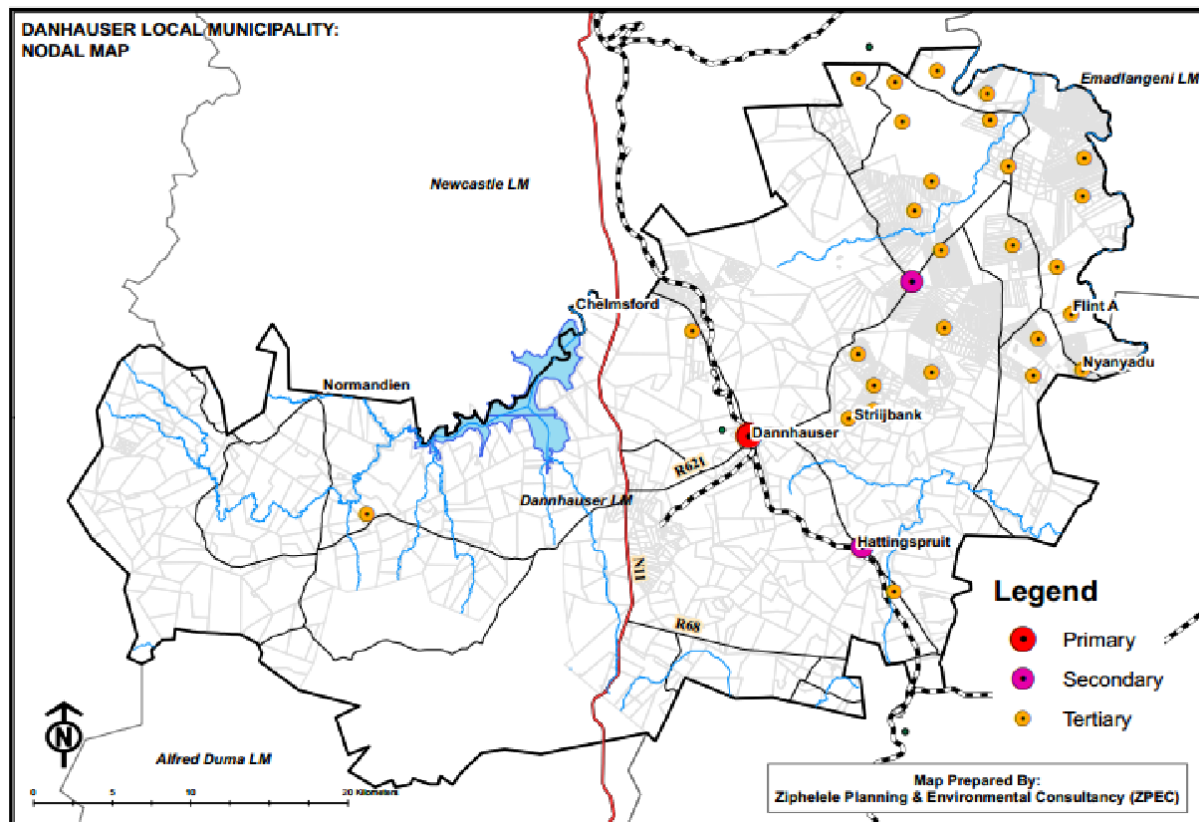 DANHAUSER LOCAL MUNICIPALITY:
NODAL MAP
Emadlangeni LM
Newcastle LM
Chelmsford
Flint A
Nyanyadu
Normandien
Striijbank
Dannhauser
R621
Dannhauser LM
Hattingspruit
N11
Legend
R68
Primary
Secondary
Tertiary
N
Alfred Duma LM
0 5 10 20 Kilometers
Map Prepared By:
Ziphelele Planning & Environmental Consultancy (ZPEC)